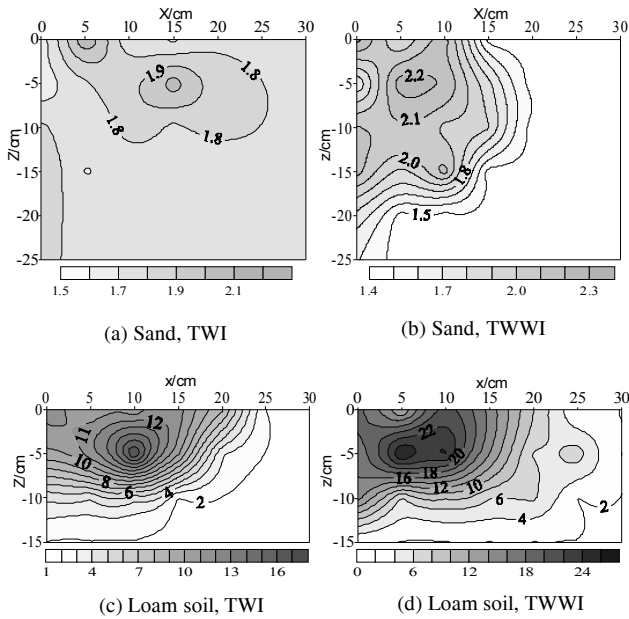 X/cm
X/cm
0 5 10 15 20 25 30
0 5 10 15 20 25 30
0
-5
-10
-15
-20
-25
Z/cm
1.9
1.8
1.8
1.8
0
-5
-10
-15
-20
-25
z/cm
2.2
2.1
2.0
1.8
1.5
1.5 1.7 1.9 2.1
1.4 1.7 2.0 2.3
(a) Sand, TWI
(b) Sand, TWWI
x/cm
x/cm
0 5 10 15 20 25 30
0 5 10 15 20 25 30
0
-5
-10
-15
Z/cm
12
11
10
8
6
4
2
0
-5
-10
-15
Z/cm
22
20
18
16
12
10
6
4
2
1 4 7 10 13 16
0 6 12 18 24
(c) Loam soil, TWI
(d) Loam soil, TWWI